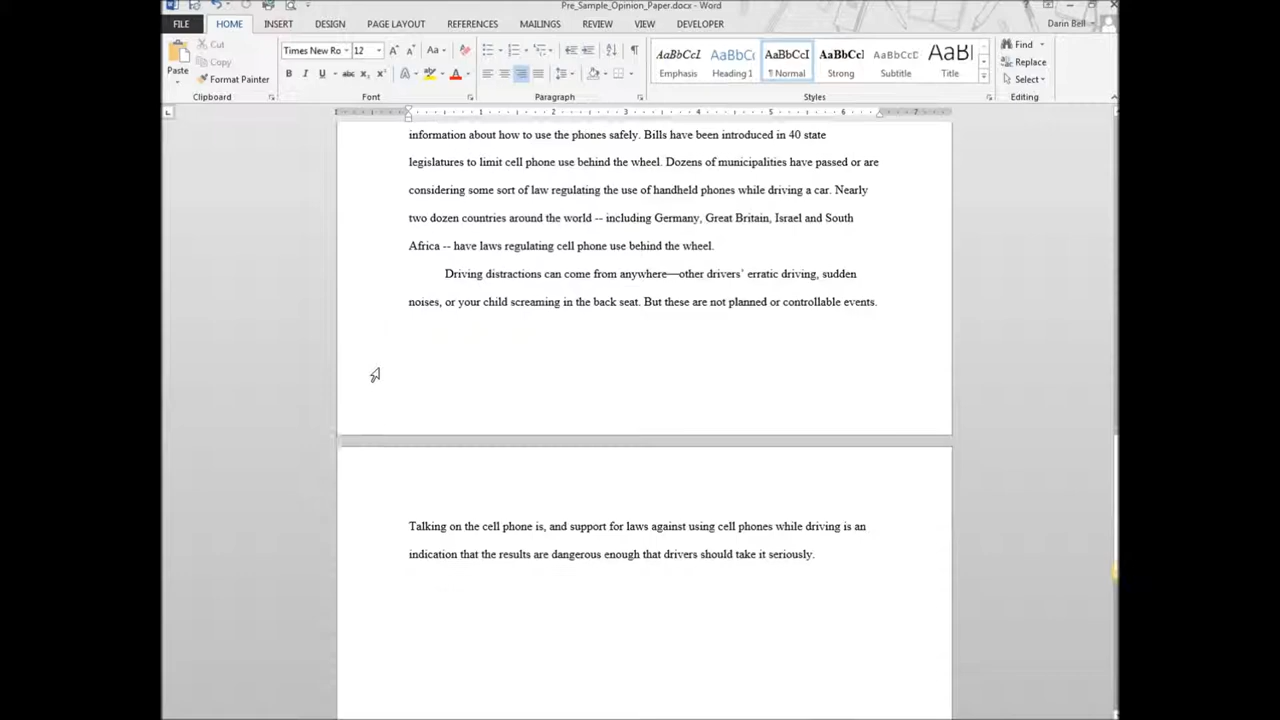 Pre_Sample_Opinion_Paper.docx - Word
FILE HOME INSERT DESIGN PAGE LAYOUT REFERENCES MAILINGS REVIEW VIEW DEVELOPER Darin Bell
Cut
Copy
Format Painter
Paste
Clipboard
Times New Ro 12
Font
Paragraph
AaBbCcI AaBbC AaBbCcI AaBbCcI AaBbCcD AaB
Emphasis Heading 1 ¶ Normal Strong Subtitle Title
Styles
Find
Replace
Select
Editing
1 2 3 4 5 6 7
information about how to use the phones safely. Bills have been introduced in 40 state
legislatures to limit cell phone use behind the wheel. Dozens of municipalities have passed or are
considering some sort of law regulating the use of handheld phones while driving a car. Nearly
two dozen countries around the world -- including Germany, Great Britain, Israel and South
Africa -- have laws regulating cell phone use behind the wheel.
Driving distractions can come from anywhere—other drivers' erratic driving, sudden
noises, or your child screaming in the back seat. But these are not planned or controllable events.
Talking on the cell phone is, and support for laws against using cell phones while driving is an
indication that the results are dangerous enough that drivers should take it seriously.